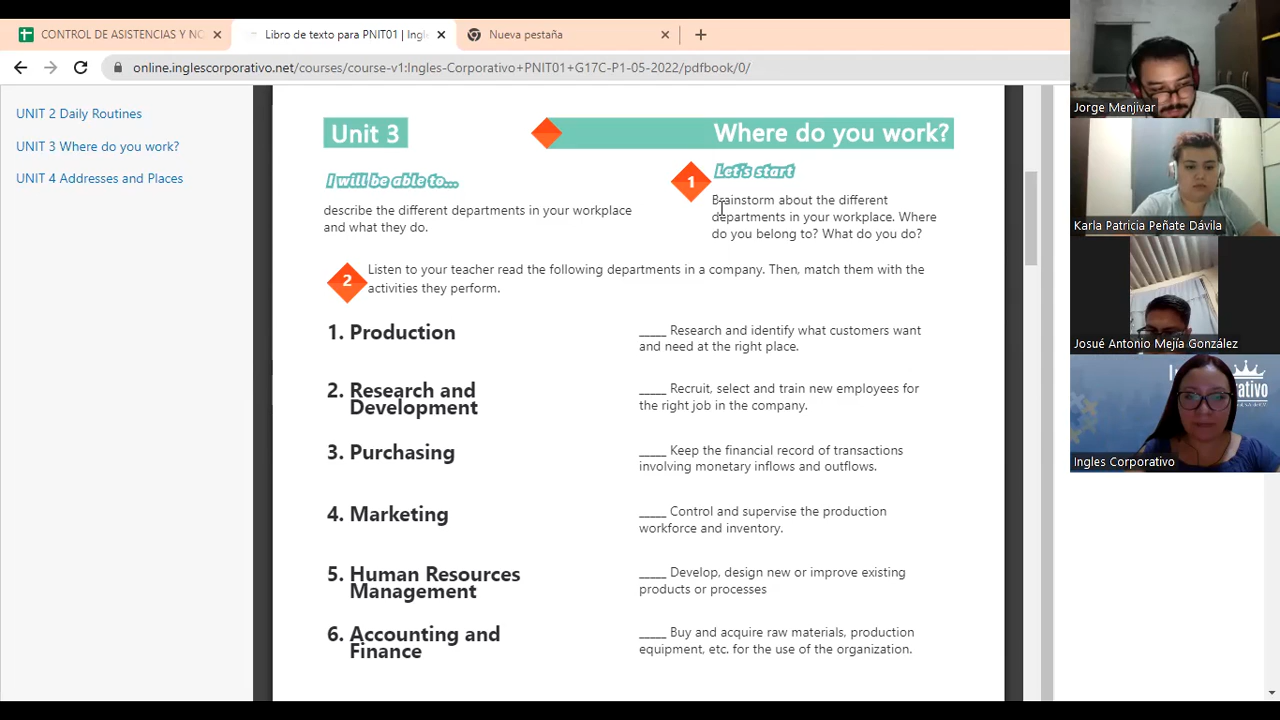 CONTROL DE ASISTENCIAS Y NO
Libro de texto para PNIT01 | Ingl
Nueva pestaña
online.inglescorporativo.net/courses/course-v1:Ingles-Corporativo+PNIT01+G17C-P1-05-2022/pdfbook/0/
UNIT 2 Daily Routines
UNIT 3 Where do you work?
UNIT 4 Addresses and Places
Unit 3
Where do you work?
I will be able to...
describe the different departments in your workplace
and what they do.
1
Let's start
Brainstorm about the different
departments in your workplace. Where
do you belong to? What do you do?
2
Listen to your teacher read the following departments in a company. Then, match them with the
activities they perform.
1. Production
_____ Research and identify what customers want
and need at the right place.
2. Research and
Development
_____ Recruit, select and train new employees for
the right job in the company.
3. Purchasing
_____ Keep the financial record of transactions
involving monetary inflows and outflows.
4. Marketing
_____ Control and supervise the production
workforce and inventory.
5. Human Resources
Management
_____ Develop, design new or improve existing
products or processes
6. Accounting and
Finance
_____ Buy and acquire raw materials, production
equipment, etc. for the use of the organization.
Jorge Menjivar
Karla Patricia Peñate Dávila
Josué Antonio Mejía González
Ingles Corporativo